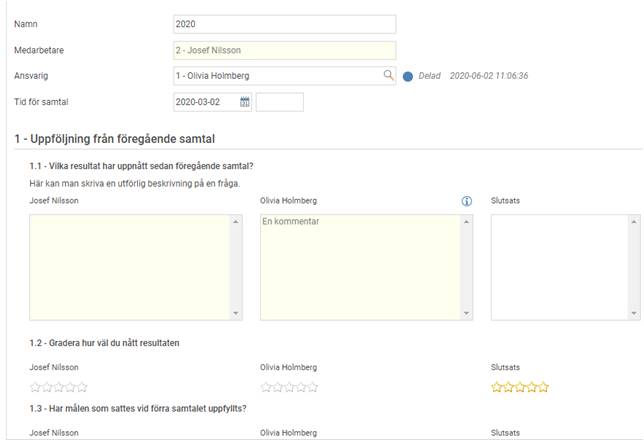 Namn 2020
Medarbetare 2 - Josef Nilsson
Ansvarig 1 - Olivia Holmberg Delad 2020-06-02 11:06:36
Tid för samtal 2020-03-02
1 - Uppföljning från föregående samtal
1.1 - Vilka resultat har uppnått sedan föregående samtal?
Här kan man skriva en utförlig beskrivning på en fråga.
Josef Nilsson Olivia Holmberg Slutsats
En kommentar
1.2 - Gradera hur väl du nått resultaten
Josef Nilsson Olivia Holmberg Slutsats
1.3 - Har målen som sattes vid förra samtalet uppfyllts?
Josef Nilsson Olivia Holmberg Slutsats